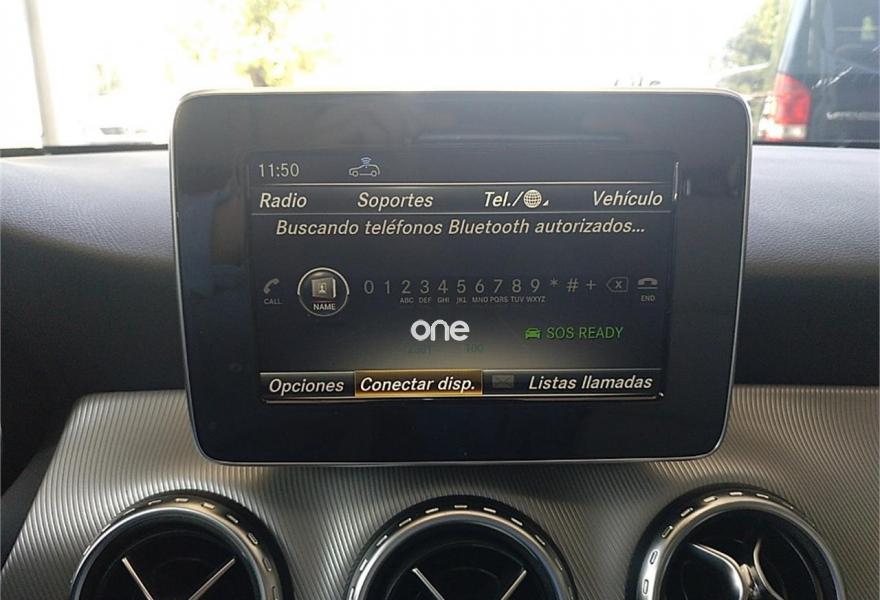 11:50
Radio Soportes Tel./ Vehículo
Buscando teléfonos Bluetooth autorizados...
CALL NAME 0 1 2 3 4 5 6 7 8 9 * # + END
ABC DEF GHI JKL MNO PQRS TUV WXYZ
one
SOS READY
Opciones Conectar disp. Listas llamadas